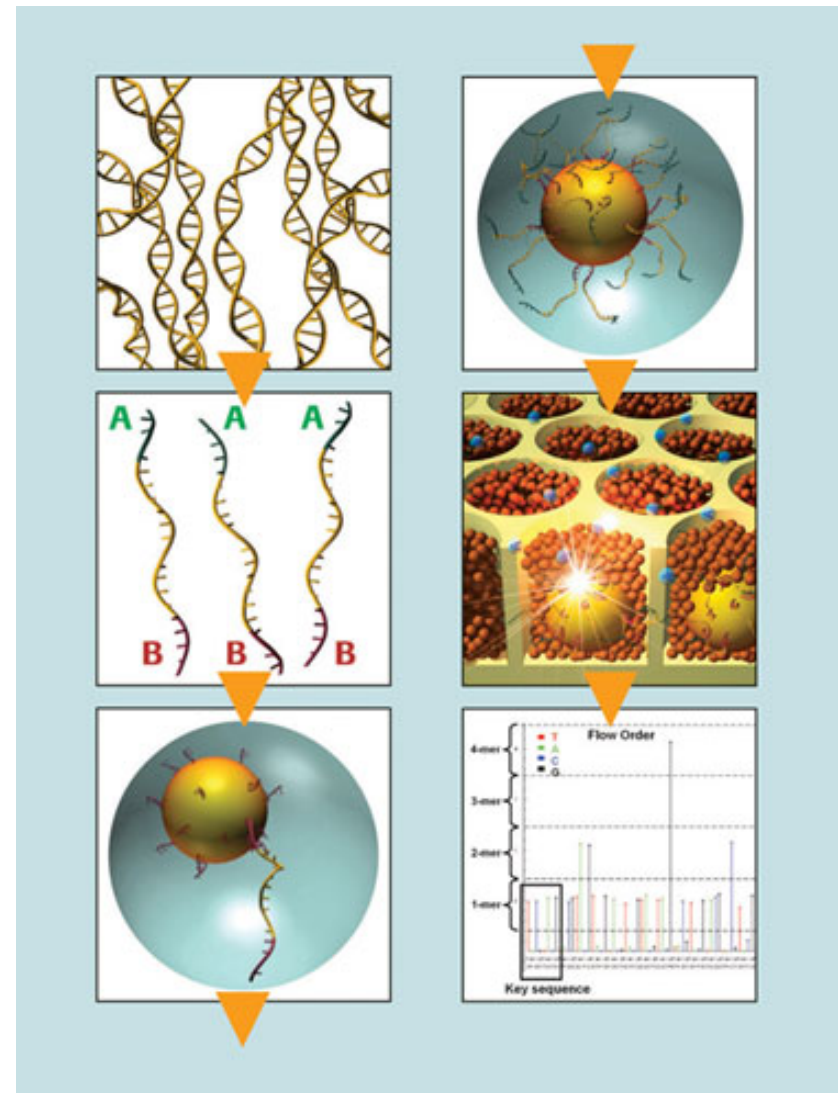 A A A
B B B
Flow Order
T
A
C
G
4-mer
3-mer
2-mer
1-mer
Key sequence